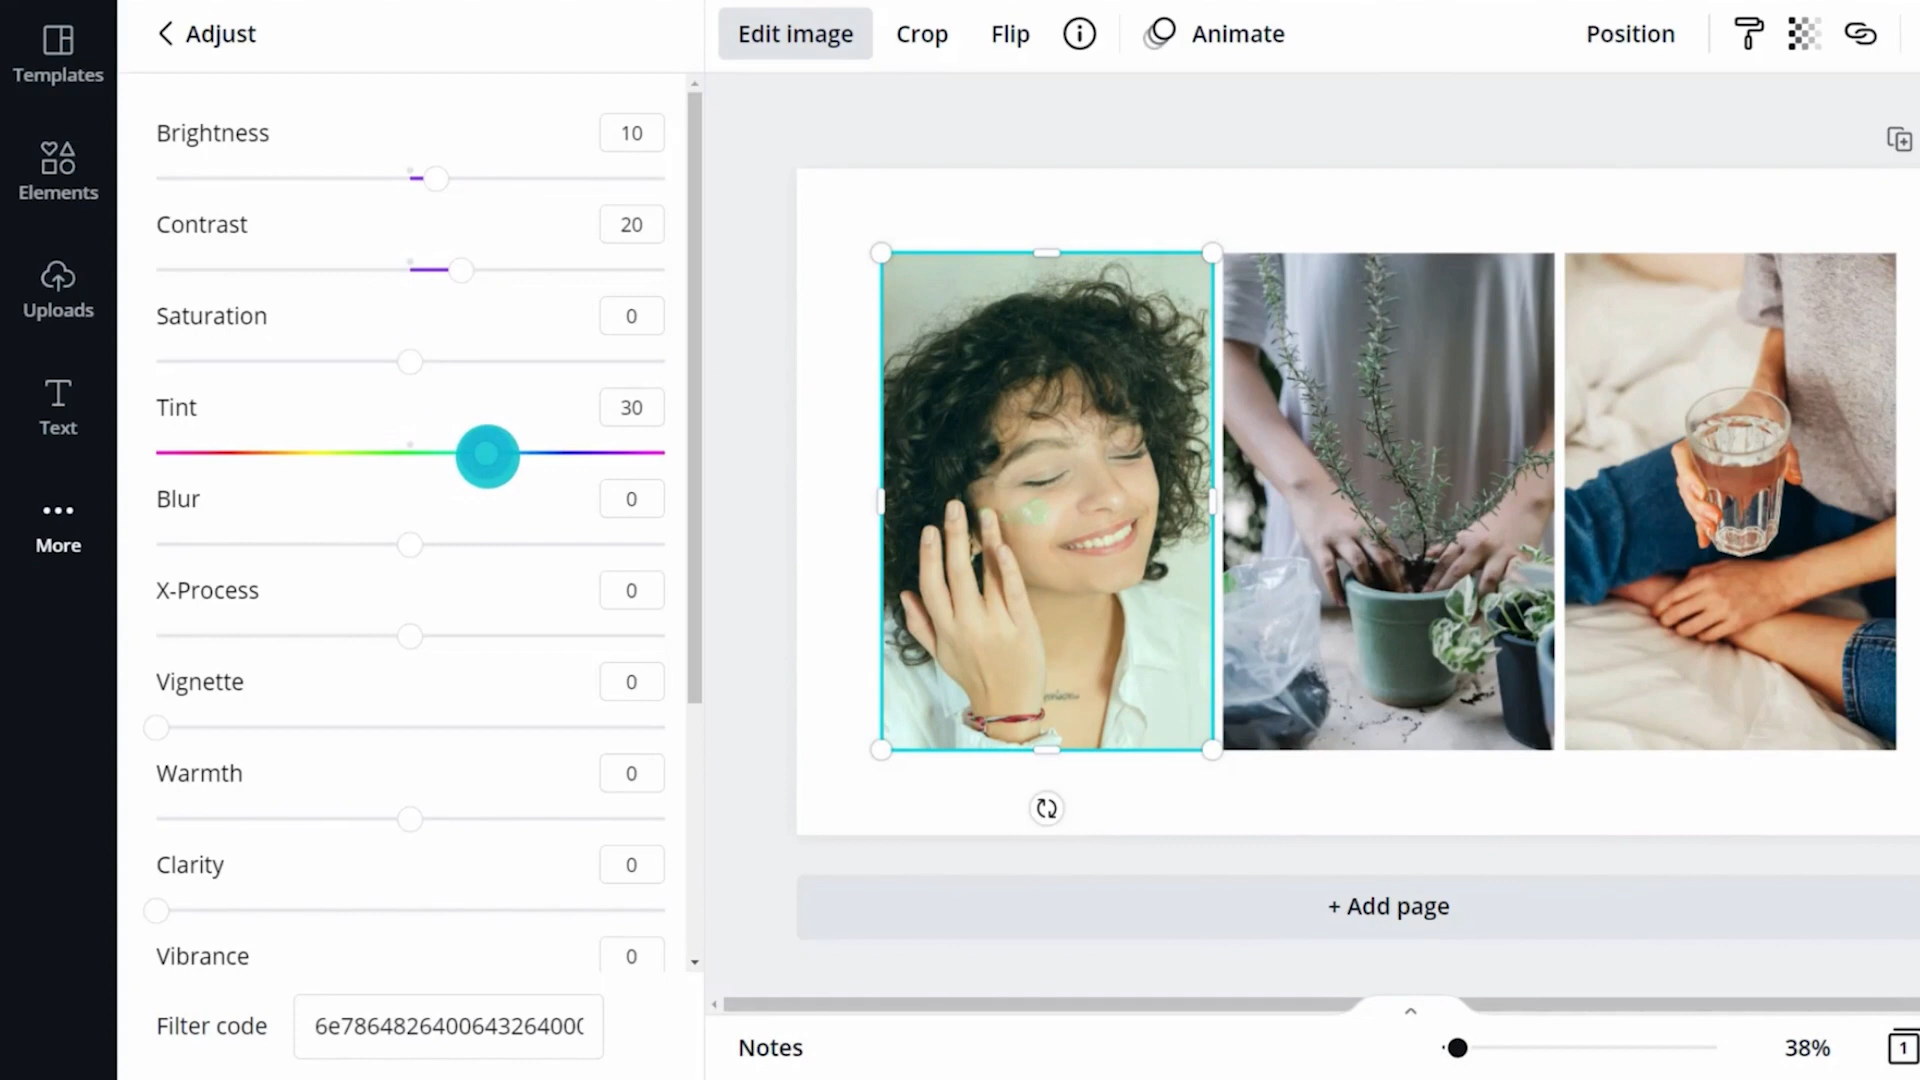 Templates
Elements
Uploads
Text
More
Adjust
Brightness 10
Contrast 20
Saturation 0
Tint 30
Blur 0
X-Process 0
Vignette 0
Warmth 0
Clarity 0
Vibrance 0
Filter code 6e7864826400643264000
Edit image Crop Flip Animate Position
+ Add page
Notes 38% 1